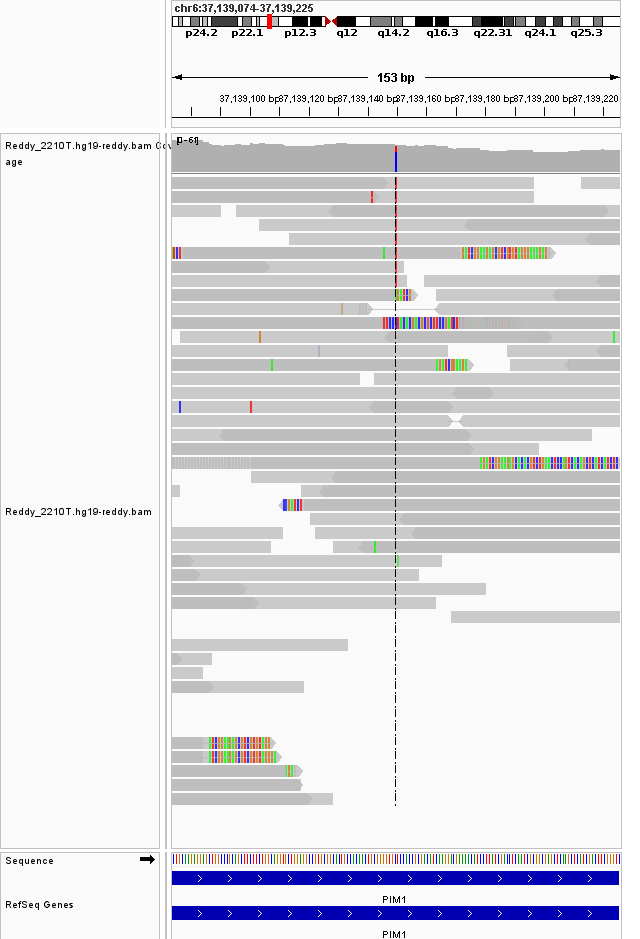 chr6:37,139,074-37,139,225
p24.2 p22.1 p12.3 q12 q14.2 q16.3 q22.31 q24.1 q25.3
153 bp
37,139,100 bp 37,139,120 bp 37,139,140 bp 37,139,160 bp 37,139,180 bp 37,139,200 bp 37,139,220
Reddy_2210T.hg19-reddy.bam Cov
age
Reddy_2210T.hg19-reddy.bam
Sequence
PIM1
RefSeq Genes
PIM1